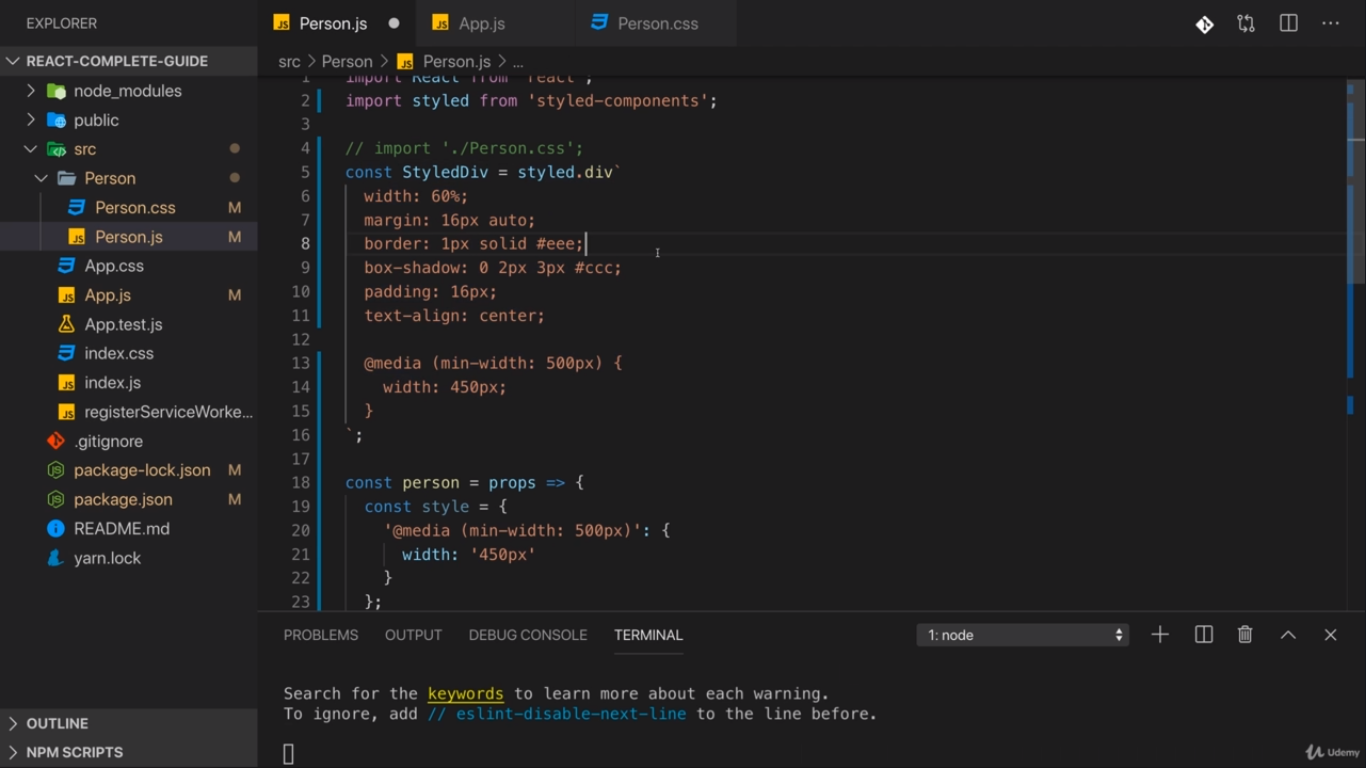 EXPLORER
Person.js
App.js
Person.css
REACT-COMPLETE-GUIDE
src > Person > Person.js > ...
node_modules
public
src
Person
Person.css M
Person.js M
App.css
App.js M
App.test.js
index.css
index.js
registerServiceWorke...
.gitignore
package-lock.json M
package.json M
README.md
yarn.lock
OUTLINE
NPM SCRIPTS
1 import React from 'react';
2 import styled from 'styled-components';
3
4 // import './Person.css';
5 const StyledDiv = styled.div`
6 width: 60%;
7 margin: 16px auto;
8 border: 1px solid #eee;
9 box-shadow: 0 2px 3px #ccc;
10 padding: 16px;
11 text-align: center;
12
13 @media (min-width: 500px) {
14 width: 450px;
15 }
16 `;
17
18 const person = props => {
19 const style = {
20 '@media (min-width: 500px)': {
21 width: '450px'
22 }
23 };
PROBLEMS OUTPUT DEBUG CONSOLE TERMINAL 1: node
Search for the keywords to learn more about each warning.
To ignore, add // eslint-disable-next-line to the line before.
Udemy